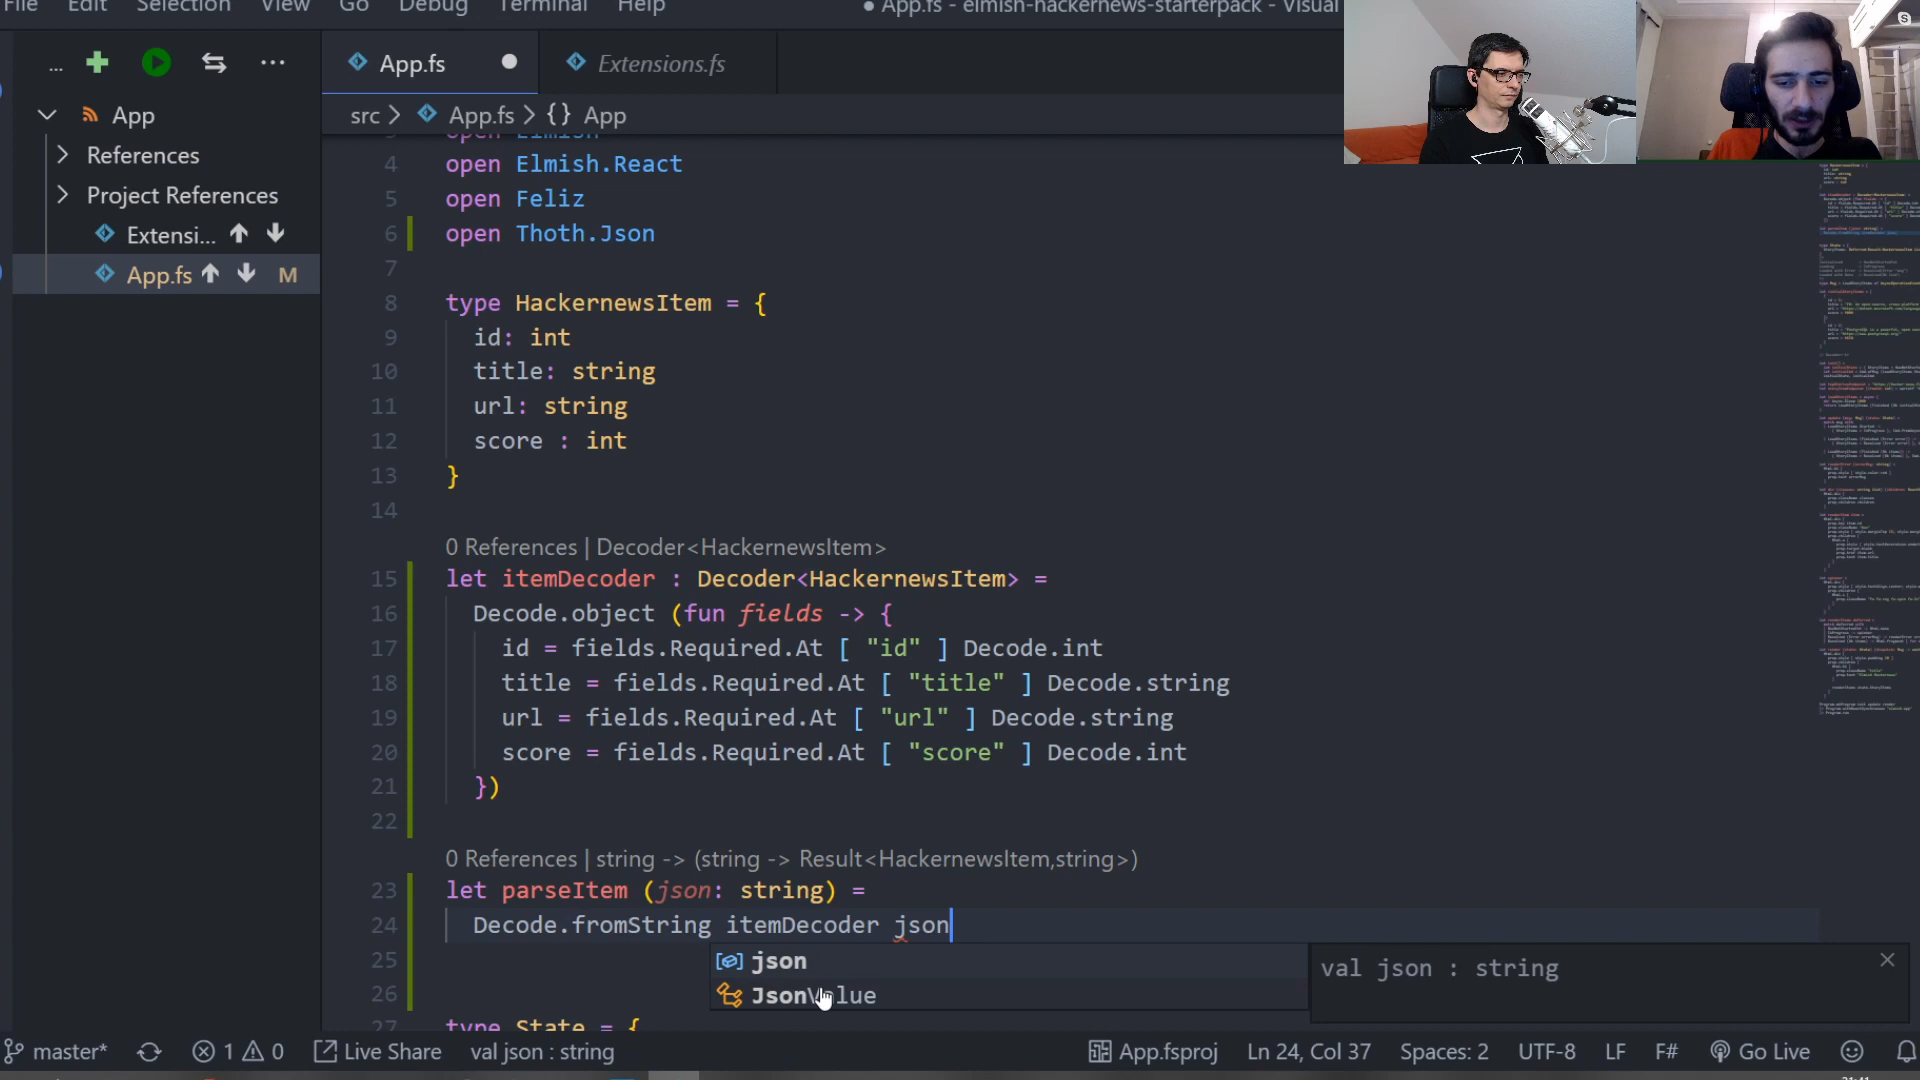 File Edit Selection View Go Debug Terminal Help
● App.fs - elmish-hackernews-starterpack - Visual
... App.fs ● Extensions.fs
App
src > App.fs > {} App
References
Project References
Extensi...
App.fs M
open Elmish
4 open Elmish.React
5 open Feliz
6 open Thoth.Json
7
8 type HackernewsItem = {
9 id: int
10 title: string
11 url: string
12 score : int
13 }
14
0 References | Decoder<HackernewsItem>
15 let itemDecoder : Decoder<HackernewsItem> =
16 Decode.object (fun fields -> {
17 id = fields.Required.At [ "id" ] Decode.int
18 title = fields.Required.At [ "title" ] Decode.string
19 url = fields.Required.At [ "url" ] Decode.string
20 score = fields.Required.At [ "score" ] Decode.int
21 })
22
0 References | string -> (string -> Result<HackernewsItem,string>)
23 let parseItem (json: string) =
24 Decode.fromString itemDecoder json
25
json
val json : string
26
JsonValue
27 type State = {
master* 1 0 Live Share val json : string App.fsproj Ln 24, Col 37 Spaces: 2 UTF-8 LF F# Go Live